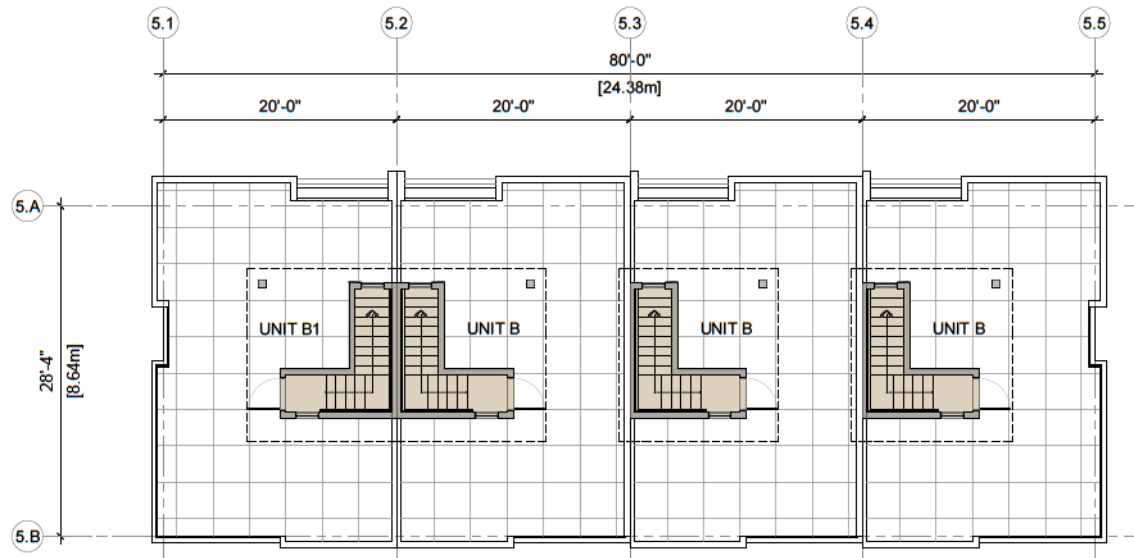 5.1 5.2 5.3 5.4 5.5
80'-0"
[24.38m]
20'-0" 20'-0" 20'-0" 20'-0"
5.A
28'-4"
[8.64m]
UNIT B1 UNIT B UNIT B UNIT B
5.B